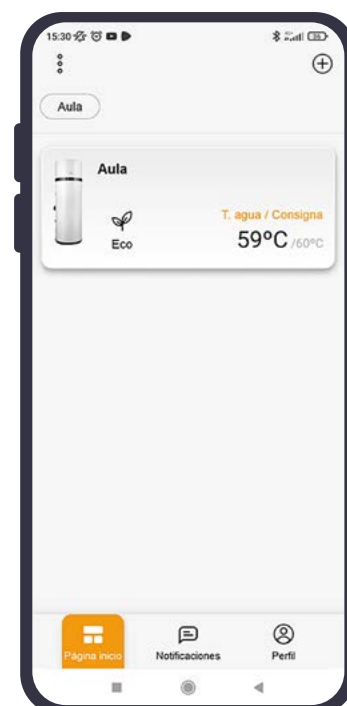 15:30
Aula
Aula
Eco
T. agua / Consigna
59ºC /60ºC
Página inicio
Notificaciones
Perfil